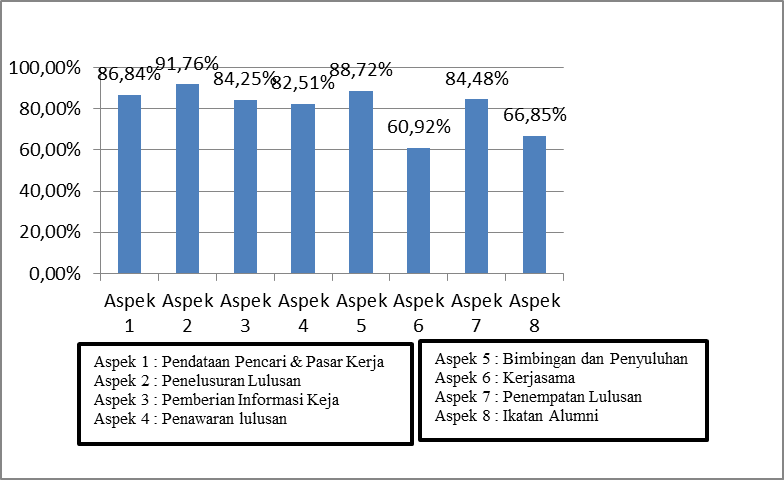 91,76%
86,84%
84,25%
82,51%
88,72%
60,92%
84,48%
66,85%
100,00%
80,00%
60,00%
40,00%
20,00%
0,00%
Aspek 1
Aspek 2
Aspek 3
Aspek 4
Aspek 5
Aspek 6
Aspek 7
Aspek 8
Aspek 1 : Pendataan Pencari & Pasar Kerja
Aspek 2 : Penelusuran Lulusan
Aspek 3 : Pemberian Informasi Keja
Aspek 4 : Penawaran lulusan
Aspek 5 : Bimbingan dan Penyuluhan
Aspek 6 : Kerjasama
Aspek 7 : Penempatan Lulusan
Aspek 8 : Ikatan Alumni